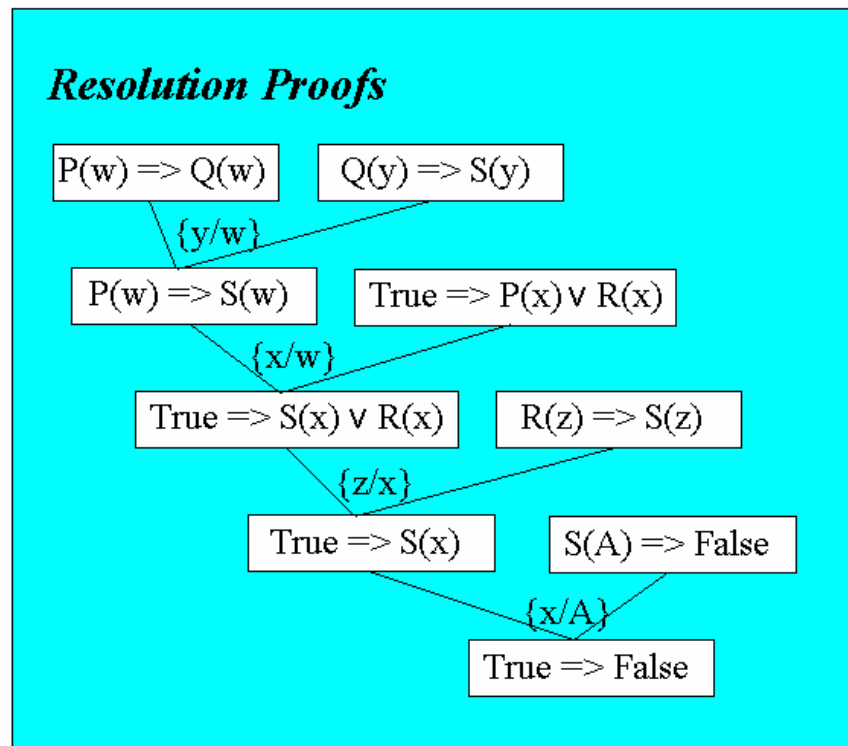 Resolution Proofs
P(w) => Q(w)
Q(y) => S(y)
{y/w}
P(w) => S(w)
True => P(x) ∨ R(x)
{x/w}
True => S(x) ∨ R(x)
R(z) => S(z)
{z/x}
True => S(x)
S(A) => False
{x/A}
True => False